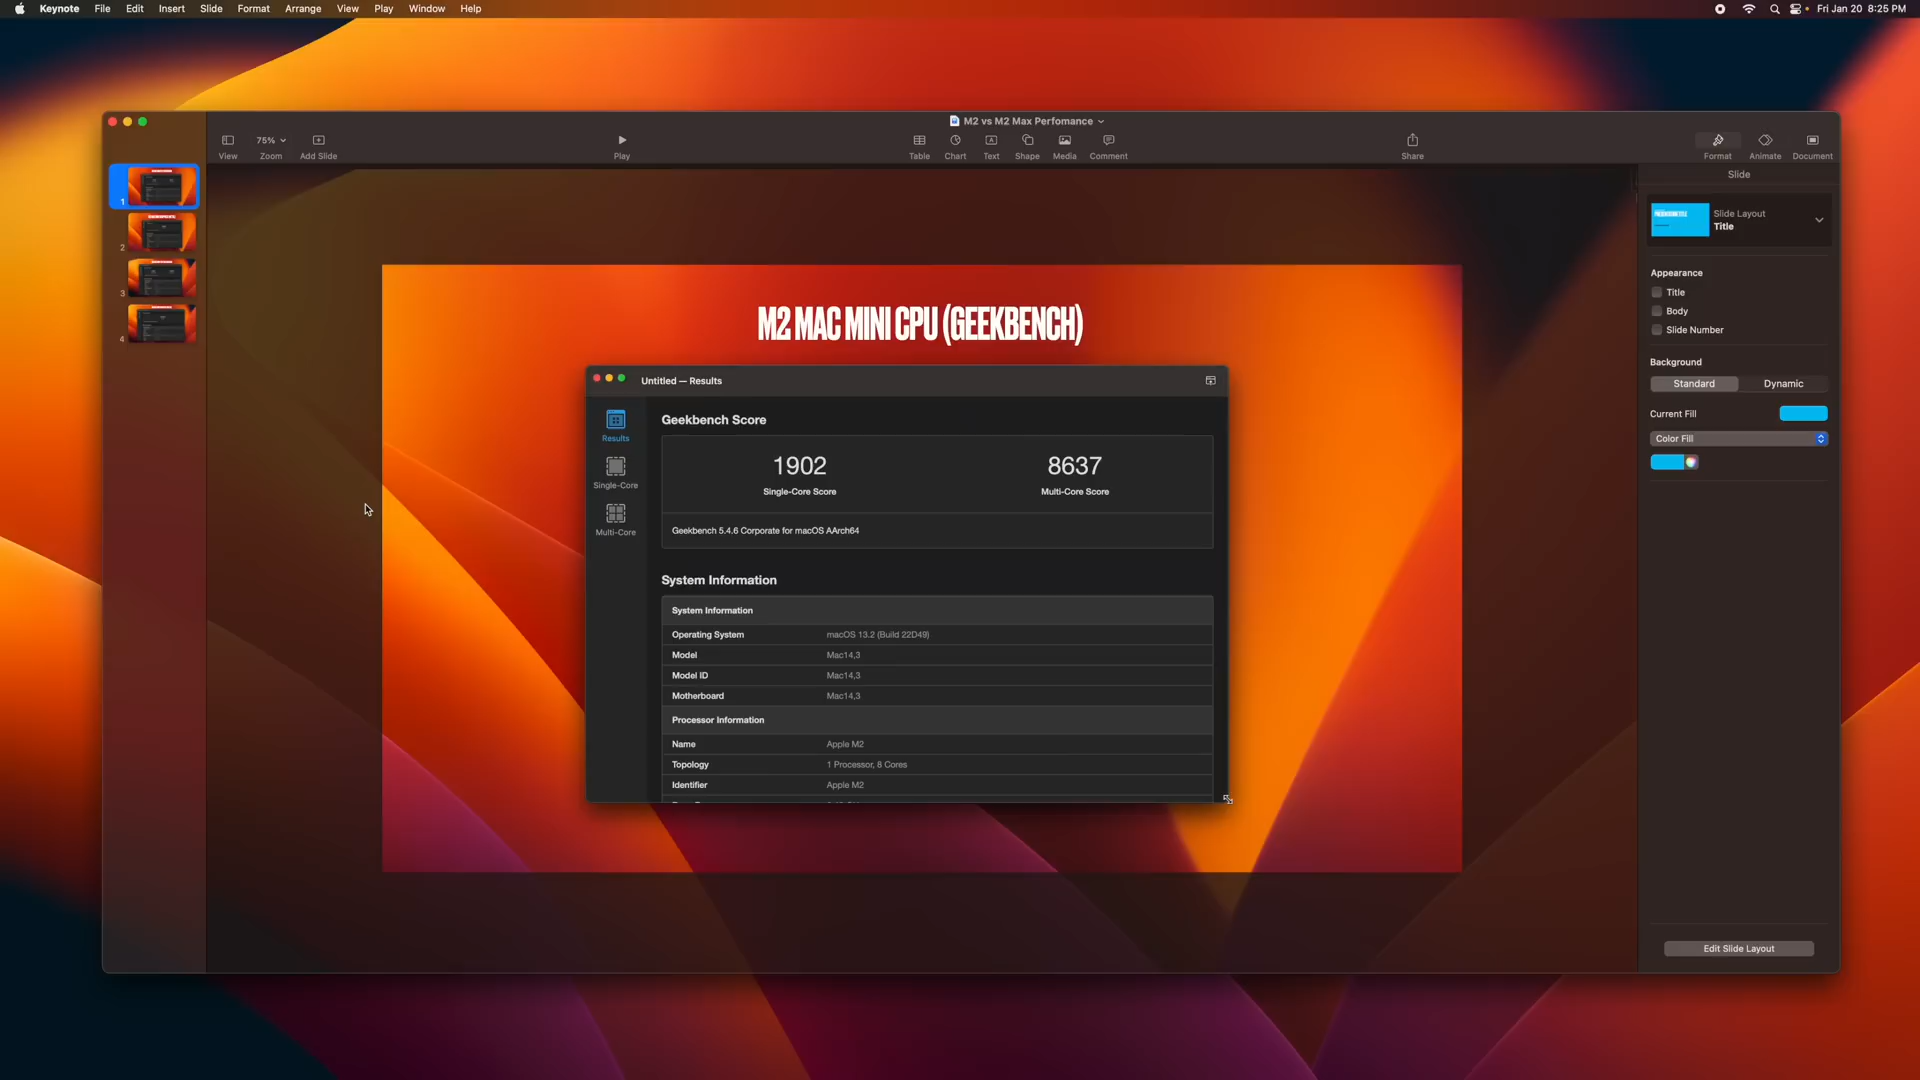 Keynote File Edit Insert Slide Format Arrange View Play Window Help Fri Jan 20 8:25 PM
M2 vs M2 Max Perfomance
75%
View Zoom Add Slide Play Table Chart Text Shape Media Comment Share Format Animate Document
1
2
3
4
M2 MAC MINI CPU (GEEKBENCH)
Untitled — Results
Results
Single-Core
Multi-Core
Geekbench Score
1902 8637
Single-Core Score Multi-Core Score
Geekbench 5.4.6 Corporate for macOS AArch64
System Information
System Information
Operating System macOS 13.2 (Build 22D49)
Model Mac14,3
Model ID Mac14,3
Motherboard Mac14,3
Processor Information
Name Apple M2
Topology 1 Processor, 8 Cores
Identifier Apple M2
Slide
Slide Layout
Title
Appearance
Title
Body
Slide Number
Background
Standard Dynamic
Current Fill
Color Fill
Edit Slide Layout